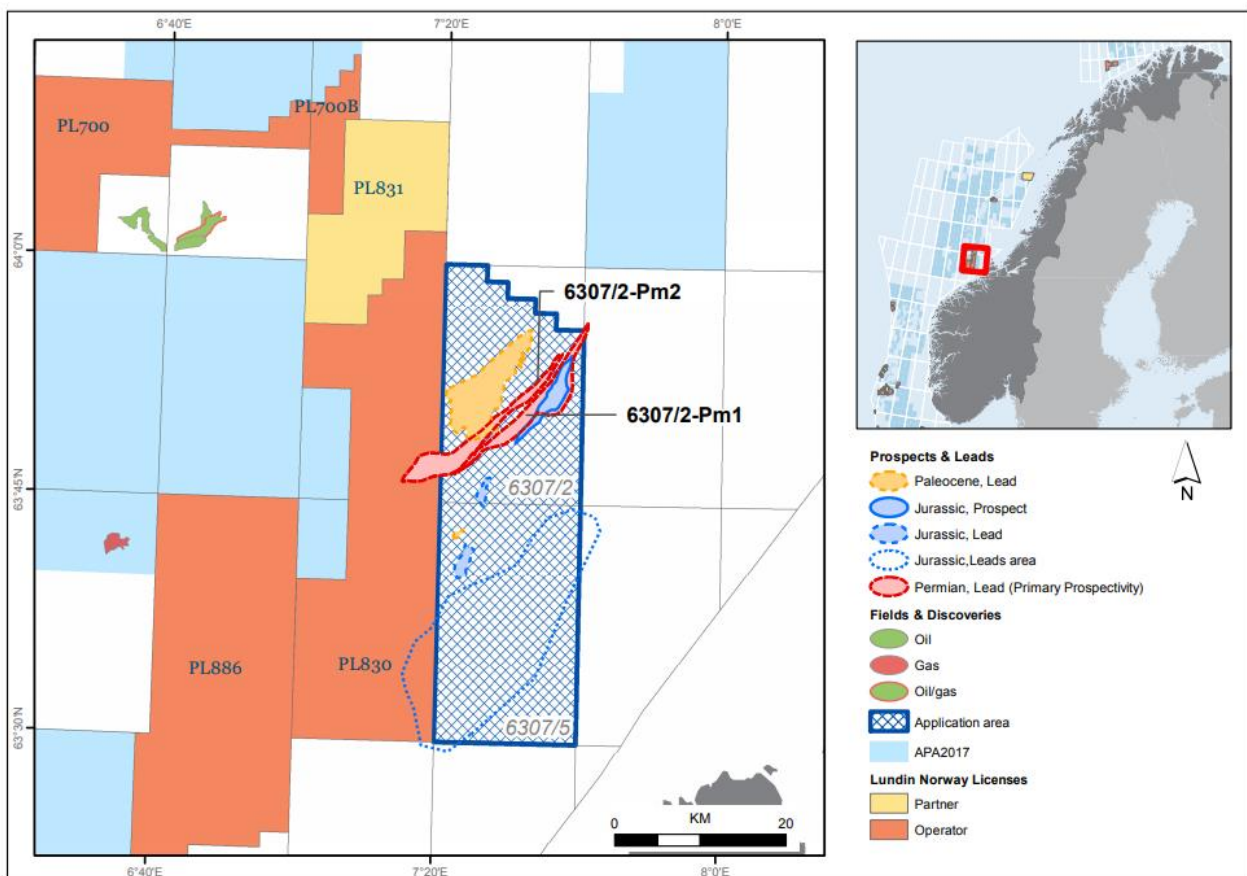 6°40'E
7°20'E
8°0'E
PL700
PL700B
PL831
64°0'N
6307/2-Pm2
6307/2-Pm1
63°45'N
6307/2
PL886
PL830
63°30'N
6307/5
KM
0
20
6°40'E
7°20'E
8°0'E
N
Prospects & Leads
Paleocene, Lead
Jurassic, Prospect
Jurassic, Lead
Jurassic,Leads area
Permian, Lead (Primary Prospectivity)
Fields & Discoveries
Oil
Gas
Oil/gas
Application area
APA2017
Lundin Norway Licenses
Partner
Operator